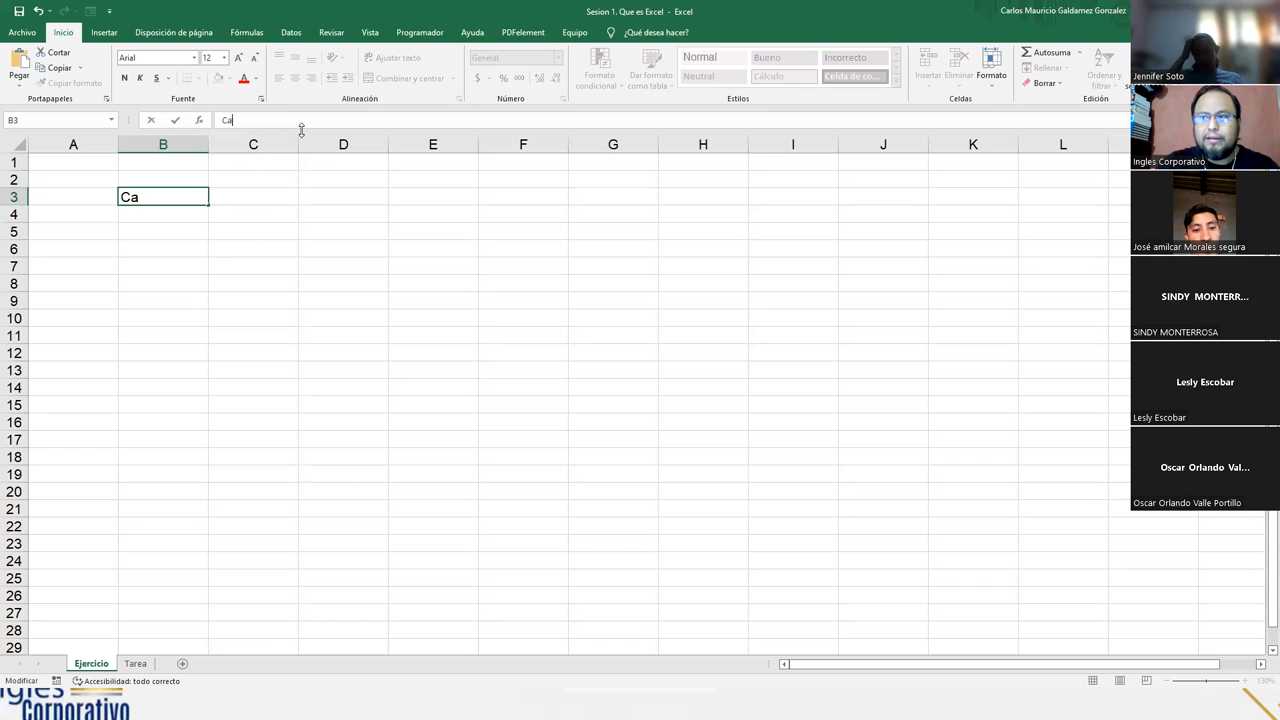 Sesion 1. Que es Excel - Excel
Carlos Mauricio Galdamez Gonzalez
Archivo Inicio Insertar Disposición de página Fórmulas Datos Revisar Vista Programador Ayuda PDFelement Equipo ¿Qué desea hacer?
Pegar
Cortar
Copiar
Copiar formato
Portapapeles
Arial 12
N K S
Fuente
Ajustar texto
Combinar y centrar
Alineación
General
Número
Formato condicional
Dar formato como tabla
Normal Bueno Incorrecto
Neutral Cálculo Celda de co...
Estilos
Insertar Eliminar Formato
Celdas
Autosuma
Rellenar
Borrar
Ordenar y
Edición
B3 fx Ca
A B C D E F G H I J K L
1
2
3 Ca
4
5
6
7
8
9
10
11
12
13
14
15
16
17
18
19
20
21
22
23
24
25
26
27
28
29
Ejercicio Tarea
Modificar Accesibilidad: todo correcto
130%
Jennifer Soto
Ingles Corporativo
José amilcar Morales segura
SINDY MONTERR...
SINDY MONTERROSA
Lesly Escobar
Lesly Escobar
Oscar Orlando Val...
Oscar Orlando Valle Portillo
Ingles
Corporativo